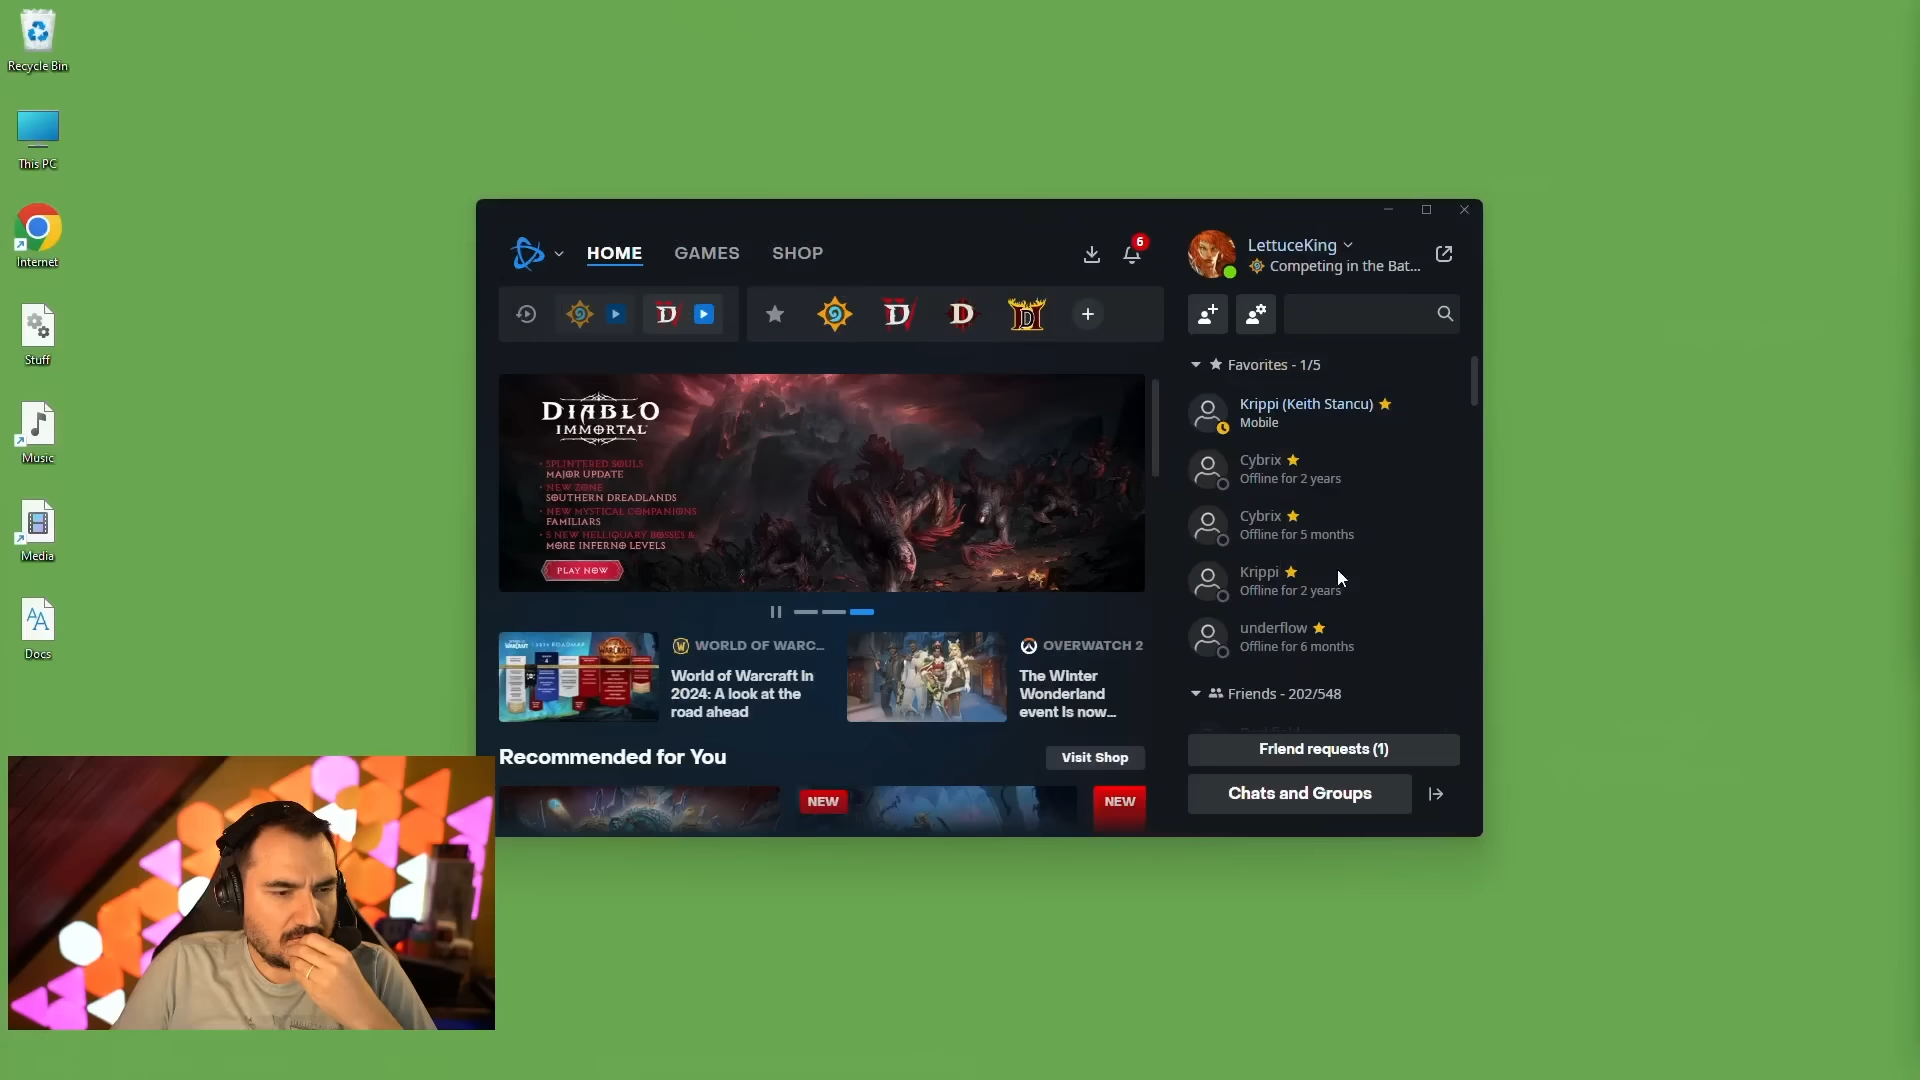 Recycle Bin
This PC
Internet
Stuff
Music
Media
Docs
HOME
GAMES
SHOP
6
LettuceKing
Competing in the Bat...
DIABLO
IMMORTAL
• SPLINTERED SOULS
MAJOR UPDATE
• NEW ZONE
SOUTHERN DREADLANDS
• NEW MYSTICAL COMPANIONS
FAMILIARS
• 5 NEW HELLIQUARY BOSSES &
MORE INFERNO LEVELS
PLAY NOW
WORLD OF WARC...
World of Warcraft in
2024: A look at the
road ahead
OVERWATCH 2
The Winter
Wonderland
event is now...
Recommended for You
Visit Shop
NEW
NEW
Favorites - 1/5
Krippi (Keith Stancu)
Mobile
Cybrix
Offline for 2 years
Cybrix
Offline for 5 months
Krippi
Offline for 2 years
underflow
Offline for 6 months
Friends - 202/548
Friend requests (1)
Chats and Groups